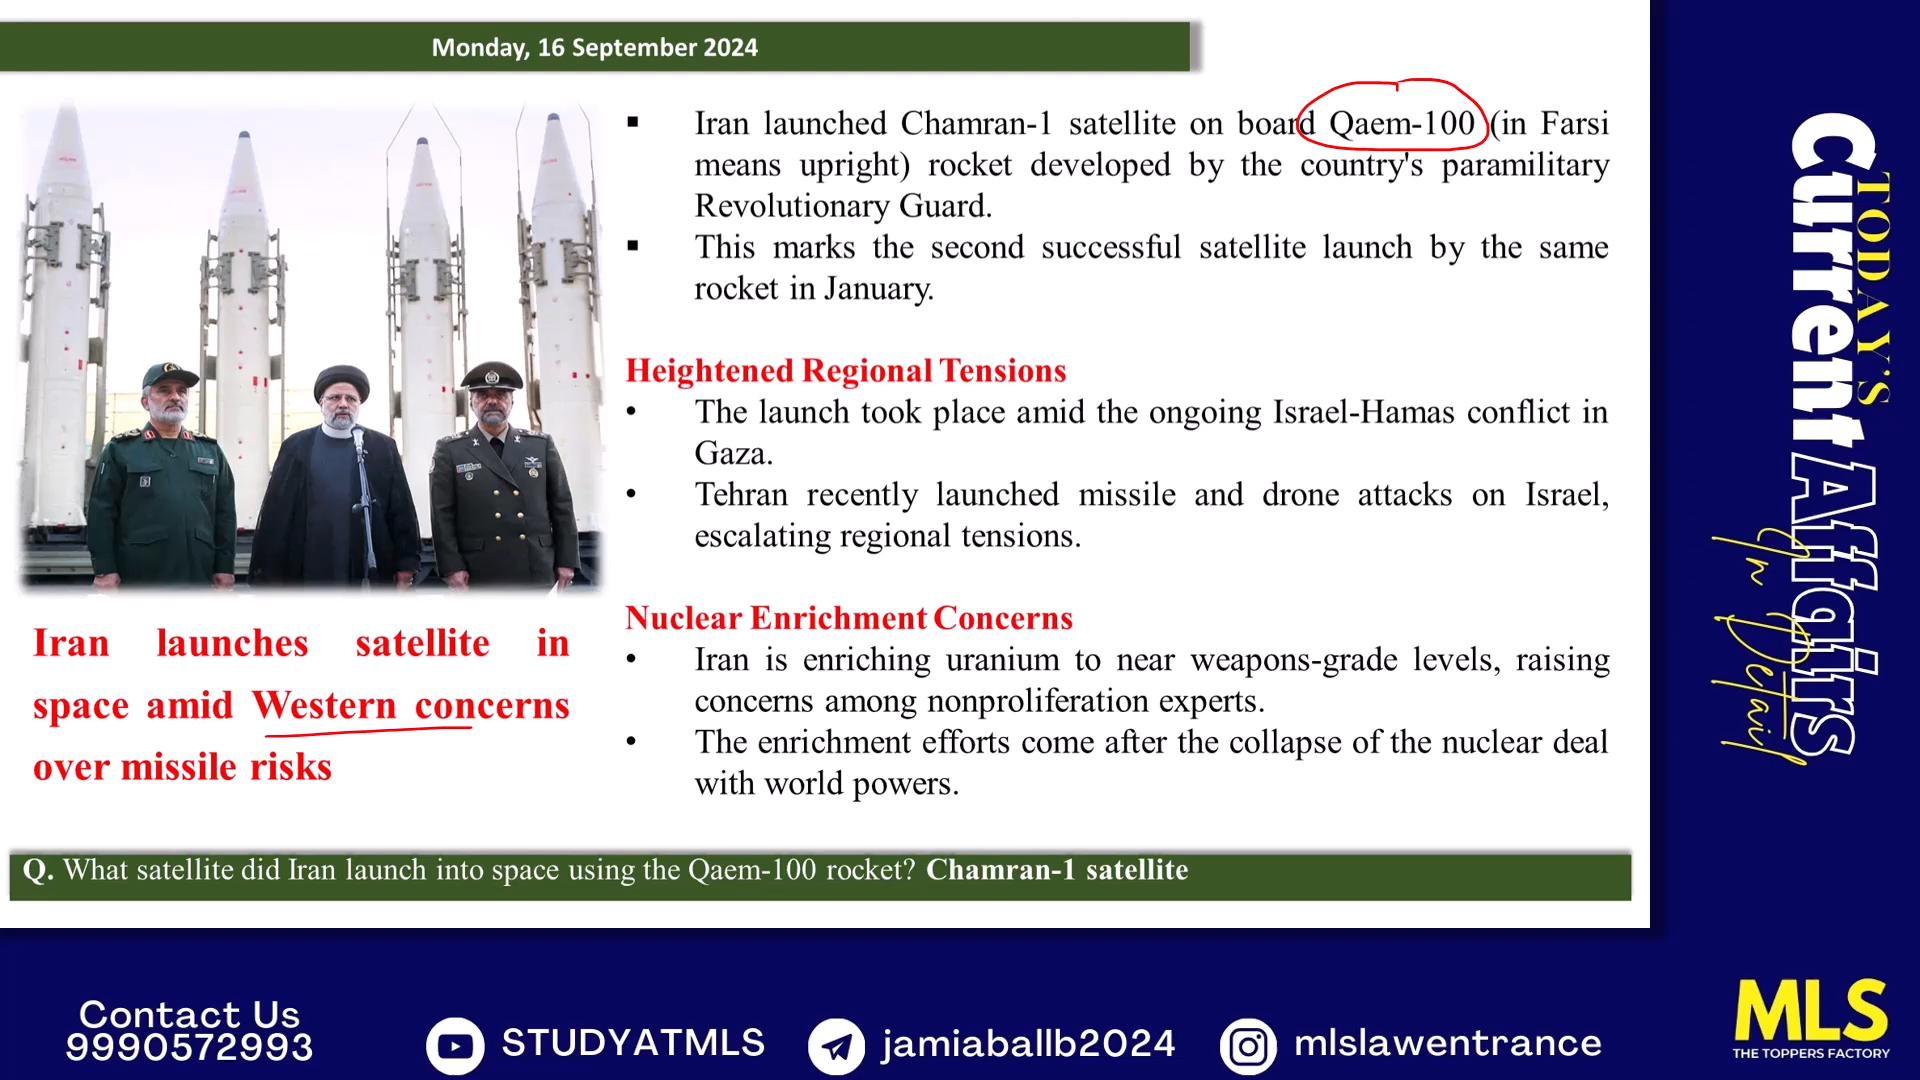 Monday, 16 September 2024
▪ Iran launched Chamran-1 satellite on board Qaem-100 (in Farsi
means upright) rocket developed by the country's paramilitary
Revolutionary Guard.
▪ This marks the second successful satellite launch by the same
rocket in January.
Heightened Regional Tensions
• The launch took place amid the ongoing Israel-Hamas conflict in
Gaza.
• Tehran recently launched missile and drone attacks on Israel,
escalating regional tensions.
Nuclear Enrichment Concerns
• Iran is enriching uranium to near weapons-grade levels, raising
concerns among nonproliferation experts.
• The enrichment efforts come after the collapse of the nuclear deal
with world powers.
Iran launches satellite in
space amid Western concerns
over missile risks
Q. What satellite did Iran launch into space using the Qaem-100 rocket? Chamran-1 satellite
TODAY'S
Current Affairs
In Detail
Contact Us
9990572993
STUDYATMLS
jamiaballb2024
mlslawentrance
MLS
THE TOPPERS FACTORY